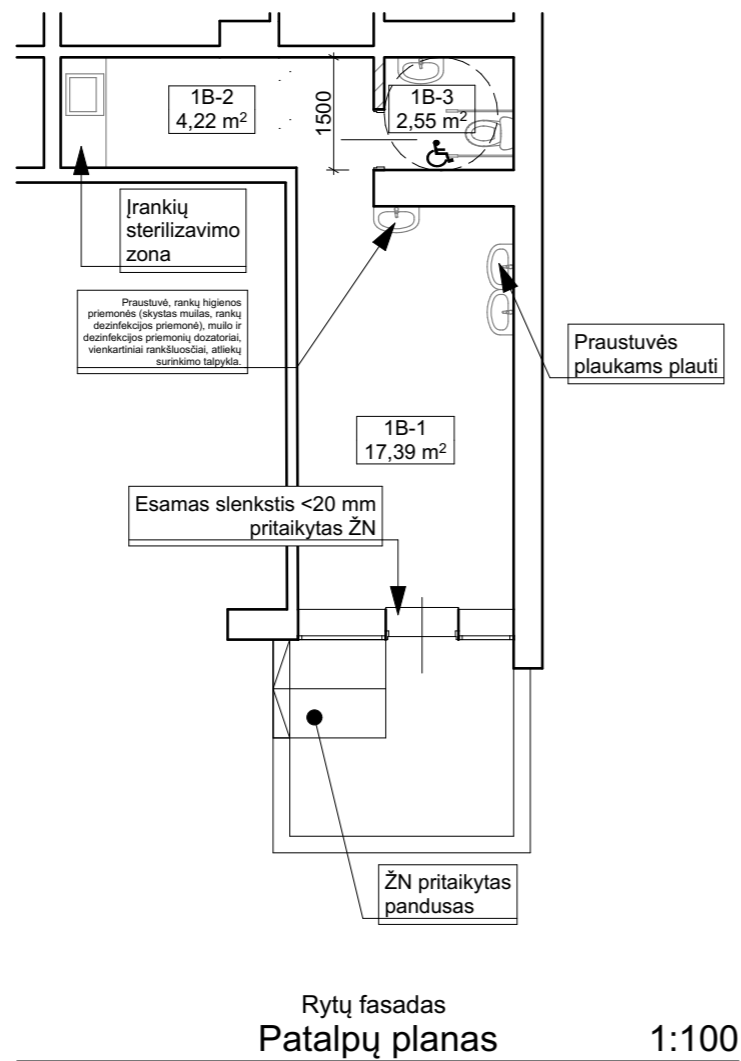 1B-2
4,22 m²
1500
1B-3
2,55 m²
Įrankių
sterilizavimo
zona
Praustuvė, rankų higienos
priemonės (skystas muilas, rankų
dezinfekcijos priemonė), muilo ir
dezinfekcijos priemonių dozatoriai,
vienkartiniai rankšluosčiai, atliekų
surinkimo talpykla.
Praustuvės
plaukams plauti
1B-1
17,39 m²
Esamas slenkstis <20 mm
pritaikytas ŽN
ŽN pritaikytas
pandusas
Rytų fasadas
Patalpų planas 1:100